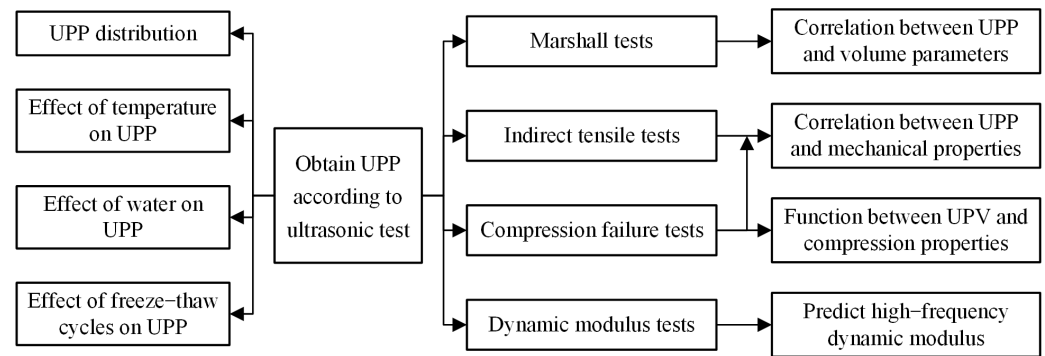 UPP distribution
Effect of temperature
on UPP
Effect of water on
UPP
Effect of freeze−thaw
cycles on UPP
Obtain UPP
according to
ultrasonic test
Marshall tests
Indirect tensile tests
Compression failure tests
Dynamic modulus tests
Correlation between UPP
and volume parameters
Correlation between UPP
and mechanical properties
Function between UPV and
compression properties
Predict high−frequency
dynamic modulus